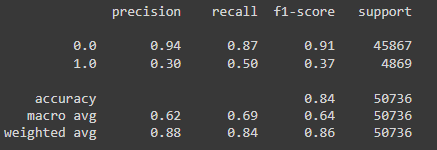 precision recall f1-score support
0.0 0.94 0.87 0.91 45867
1.0 0.30 0.50 0.37 4869
accuracy 0.84 50736
macro avg 0.62 0.69 0.64 50736
weighted avg 0.88 0.84 0.86 50736